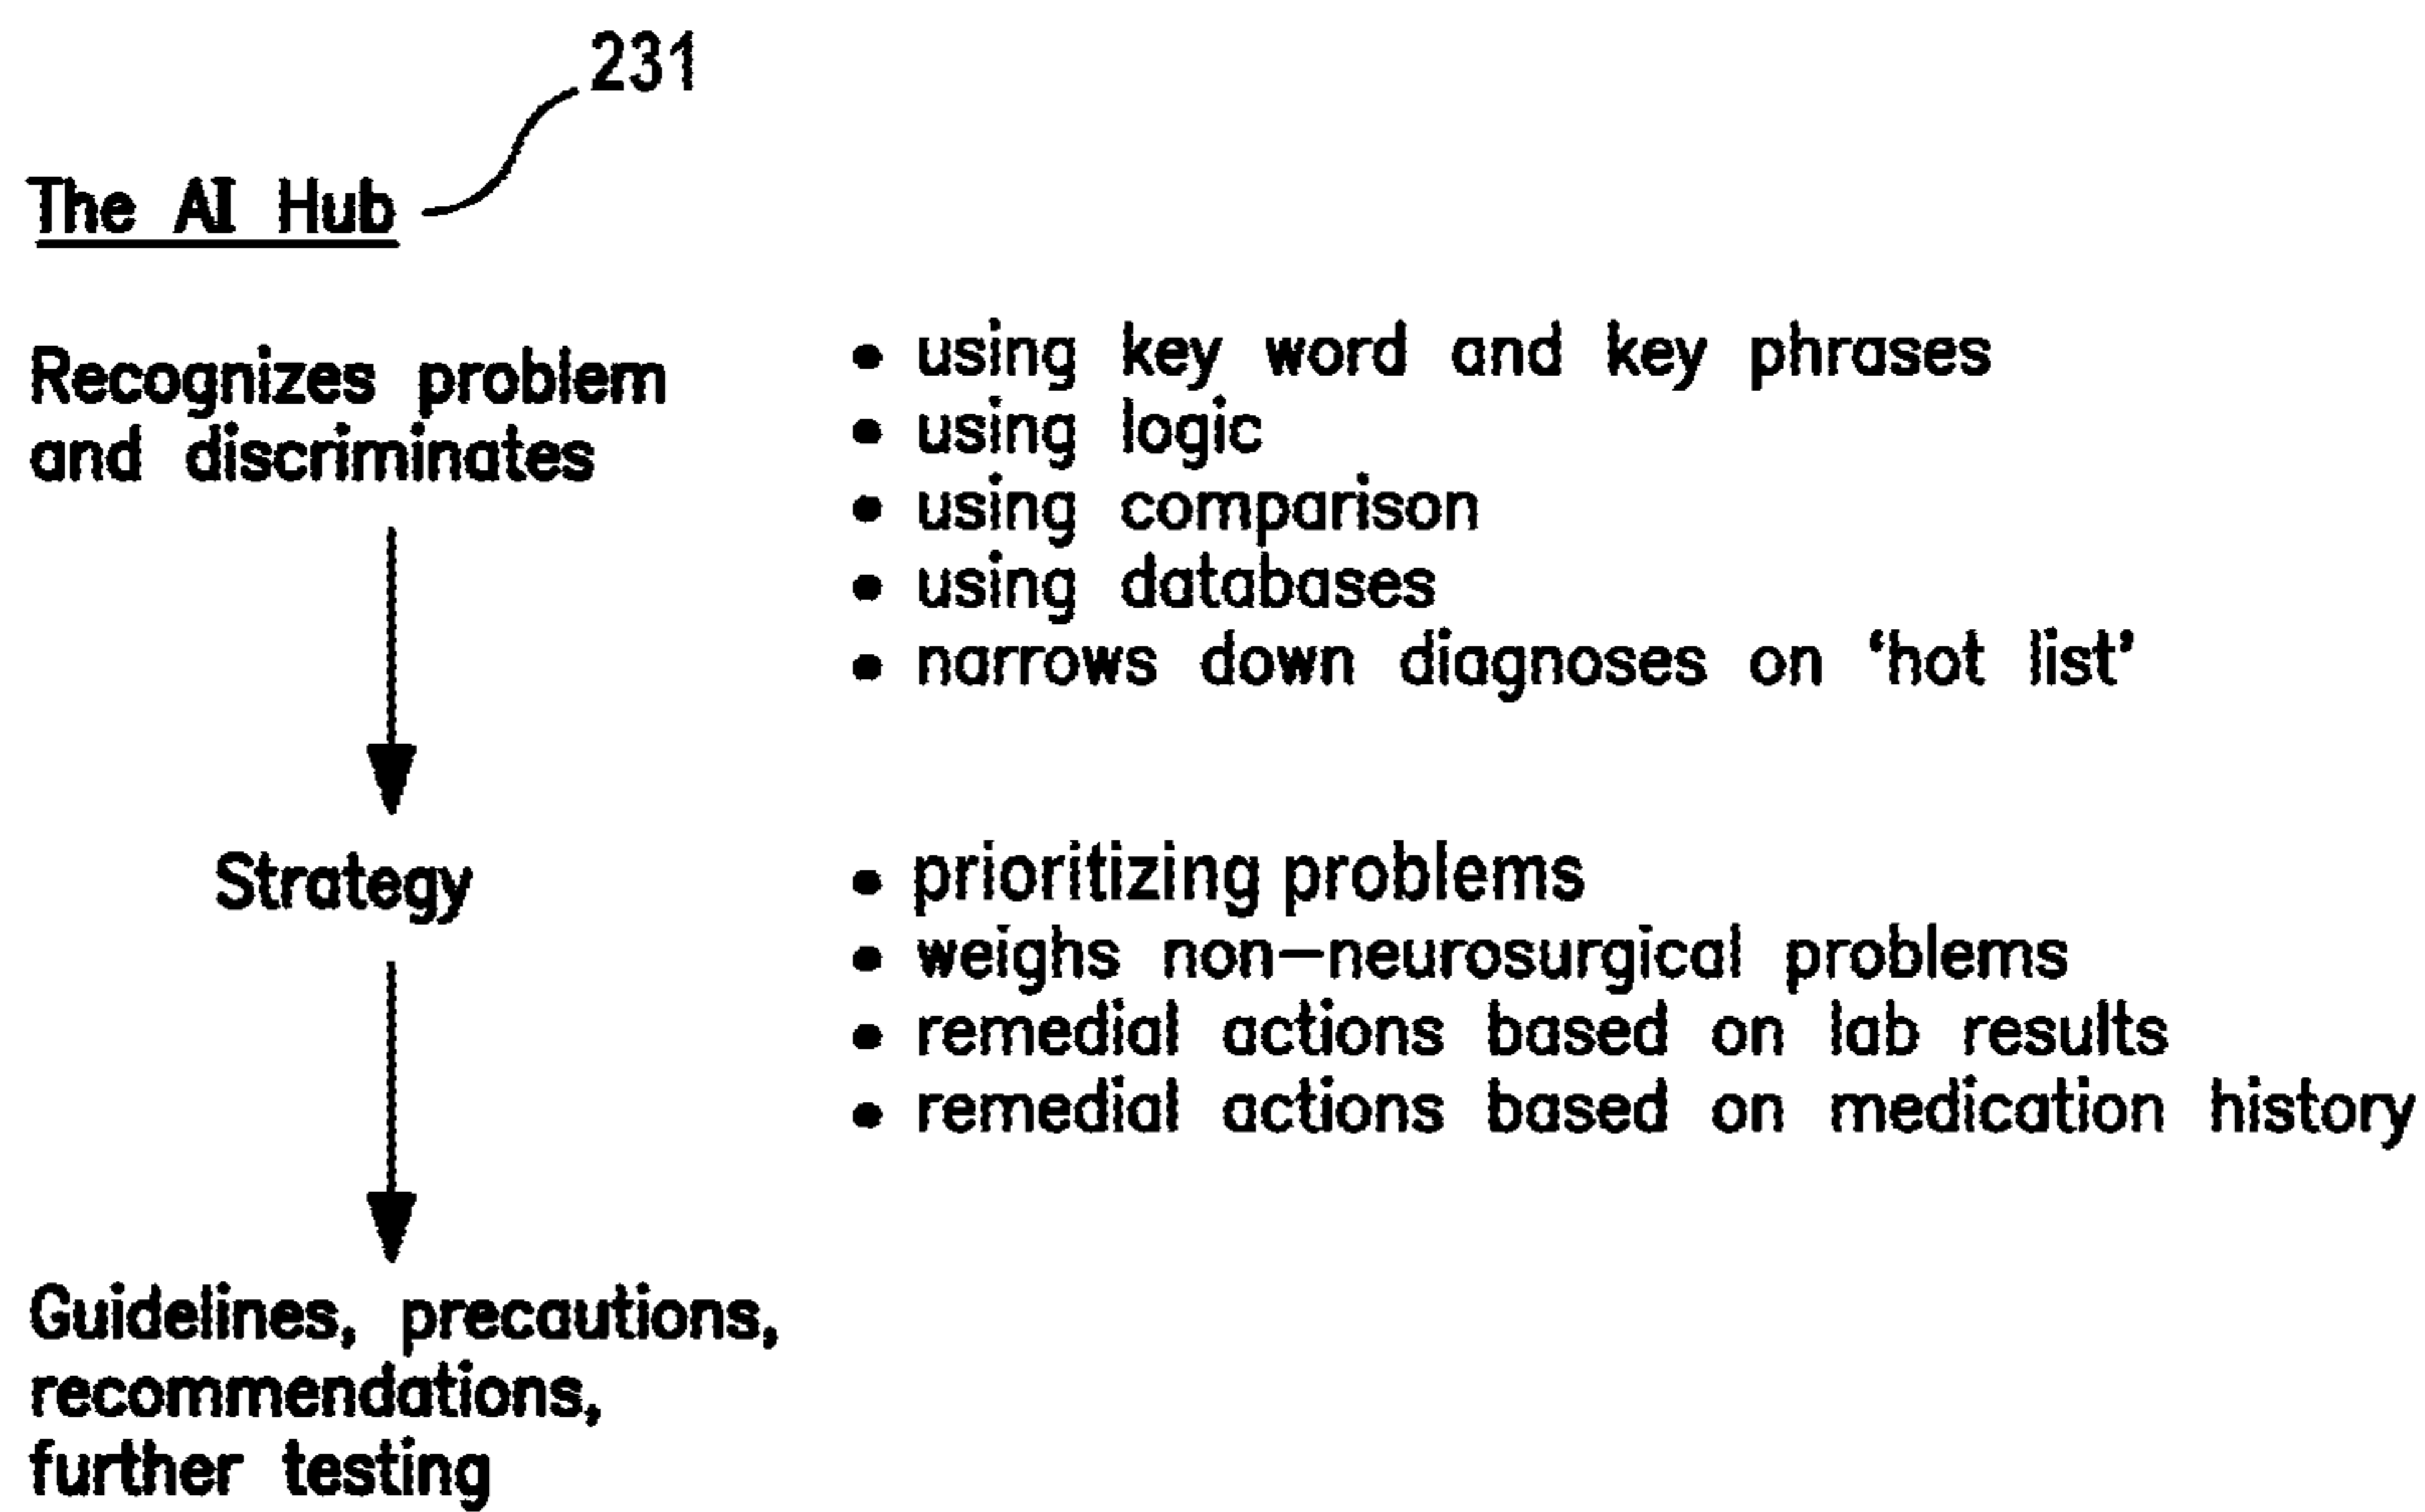 231
The AI Hub
Recognizes problem
and discriminates
• using key word and key phrases
• using logic
• using comparison
• using databases
• narrows down diagnoses on ‘hot list’
Strategy
• prioritizing problems
• weighs non–neurosurgical problems
• remedial actions based on lab results
• remedial actions based on medication history
Guidelines, precautions,
recommendations,
further testing